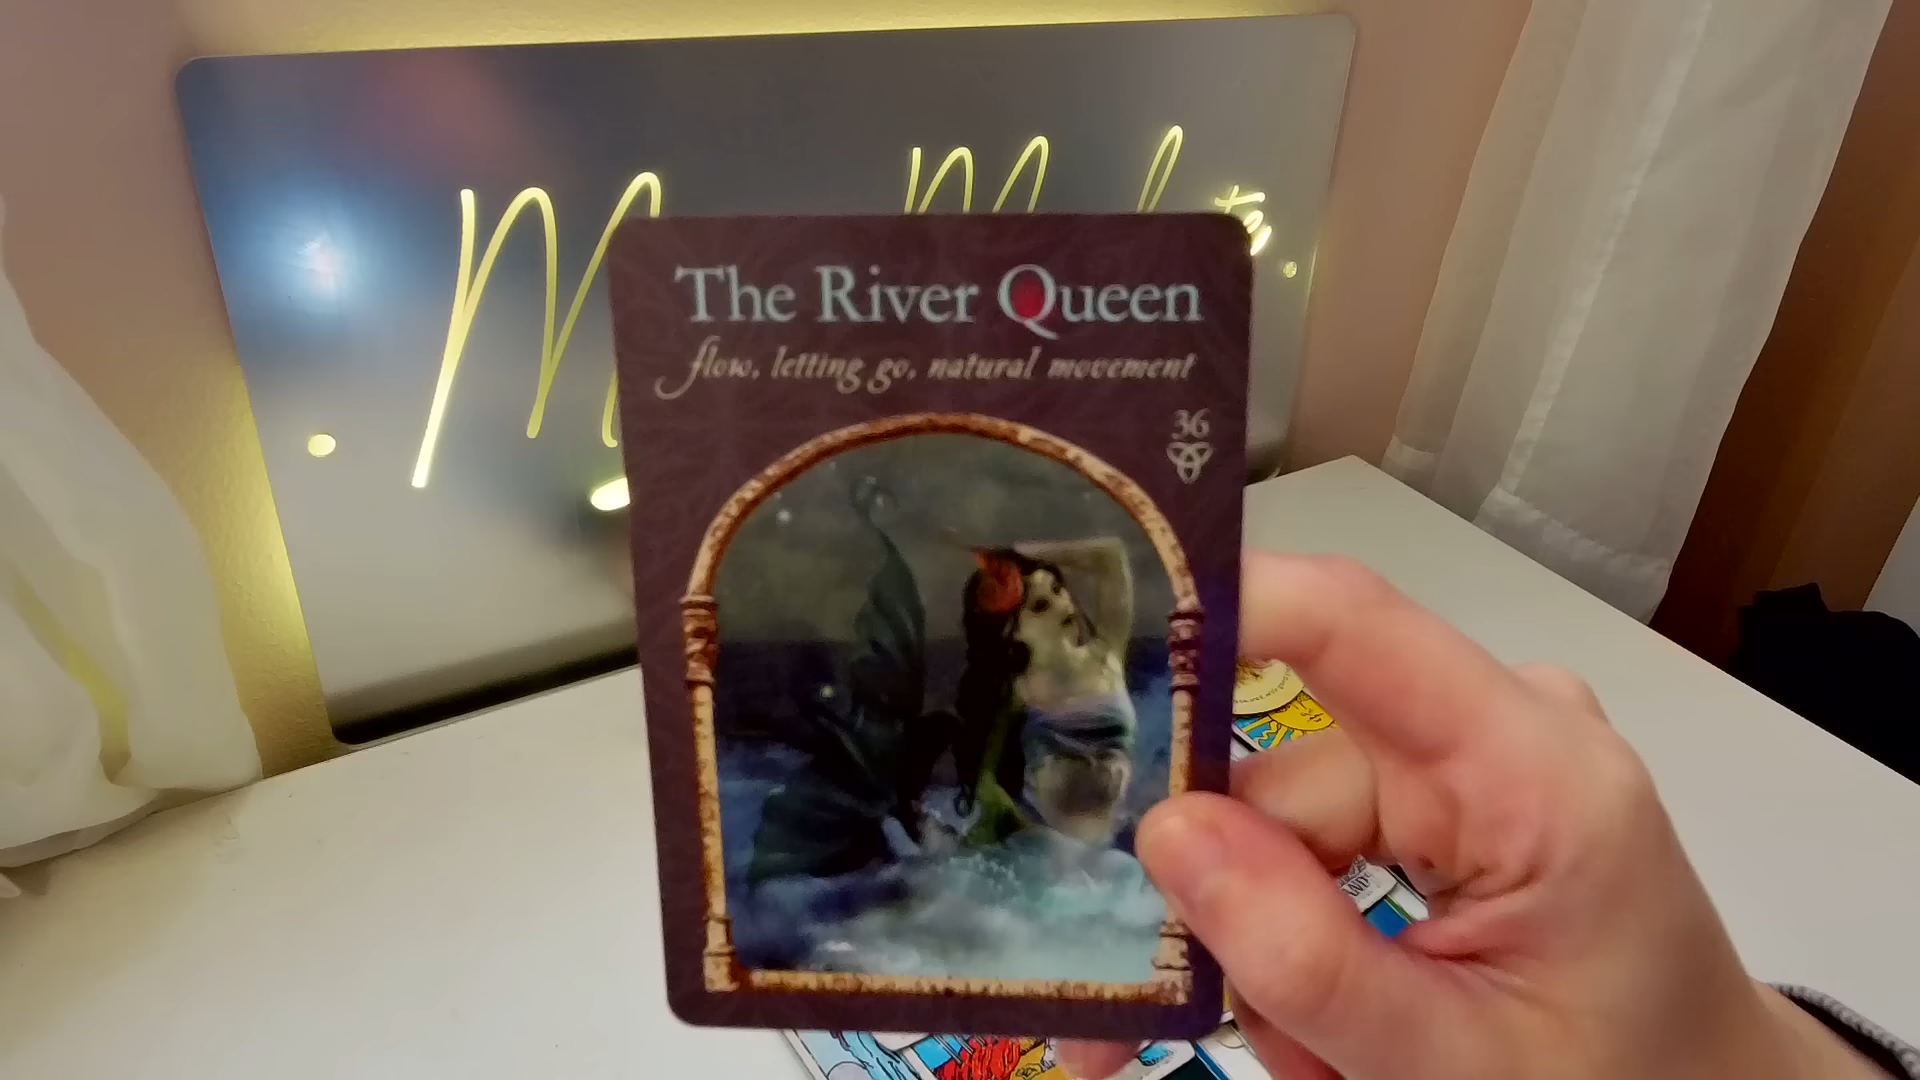 The River Queen
flow, letting go, natural movement
36